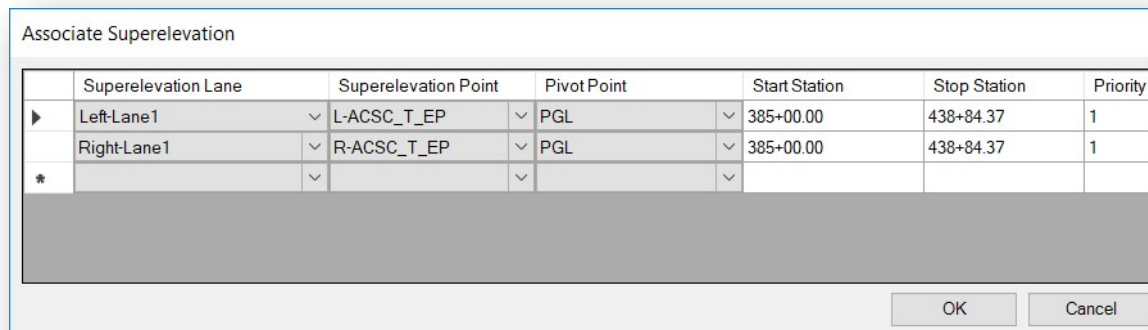 Associate Superelevation
Superelevation Lane Superelevation Point Pivot Point Start Station Stop Station Priority
Left-Lane1 L-ACSC_T_EP PGL 385+00.00 438+84.37 1
Right-Lane1 R-ACSC_T_EP PGL 385+00.00 438+84.37 1
*
OK Cancel